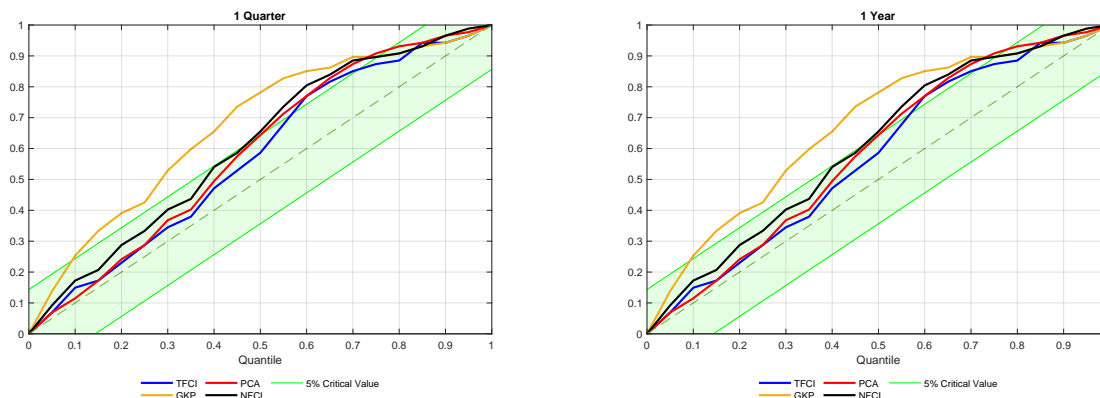 1 Quarter
1
0.9
0.8
0.7
0.6
0.5
0.4
0.3
0.2
0.1
0
0 0.1 0.2 0.3 0.4 0.5 0.6 0.7 0.8 0.9 1
Quantile
TFCI PCA 5% Critical Value
GKP NFCI
1 Year
1
0.9
0.8
0.7
0.6
0.5
0.4
0.3
0.2
0.1
0
0 0.1 0.2 0.3 0.4 0.5 0.6 0.7 0.8 0.9
Quantile
TFCI PCA 5% Critical Value
GKP NFCI